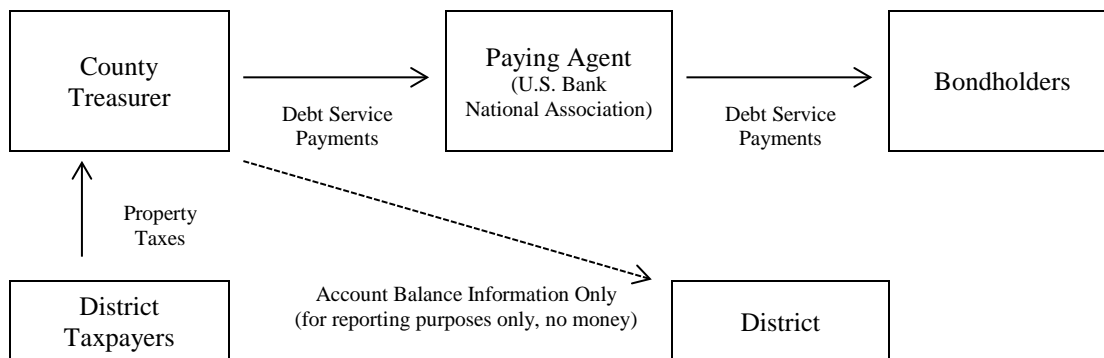 County
Treasurer
Debt Service
Payments
Paying Agent
(U.S. Bank
National Association)
Debt Service
Payments
Bondholders
Property
Taxes
District
Taxpayers
Account Balance Information Only
(for reporting purposes only, no money)
District